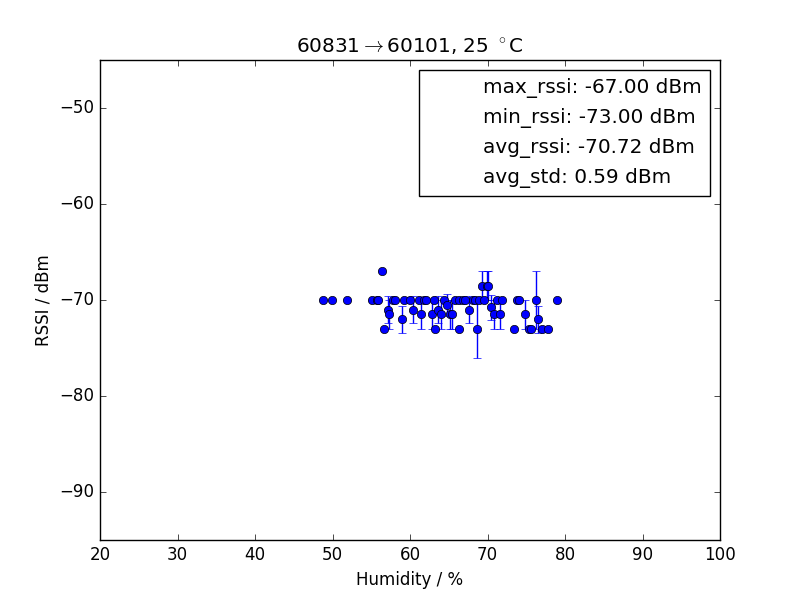 60831→60101, 25 °C
max_rssi: -67.00 dBm
min_rssi: -73.00 dBm
avg_rssi: -70.72 dBm
avg_std: 0.59 dBm
RSSI / dBm
−50
−60
−70
−80
−90
20 30 40 50 60 70 80 90 100
Humidity / %